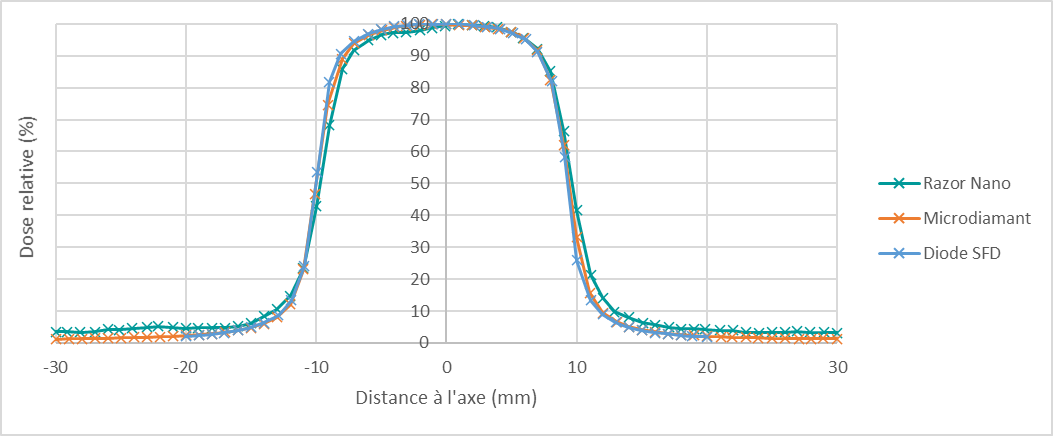 100
90
80
70
60
50
40
30
20
10
0
-30 -20 -10 0 10 20 30
Dose relative (%)
Distance à l'axe (mm)
Razor Nano
Microdiamant
Diode SFD